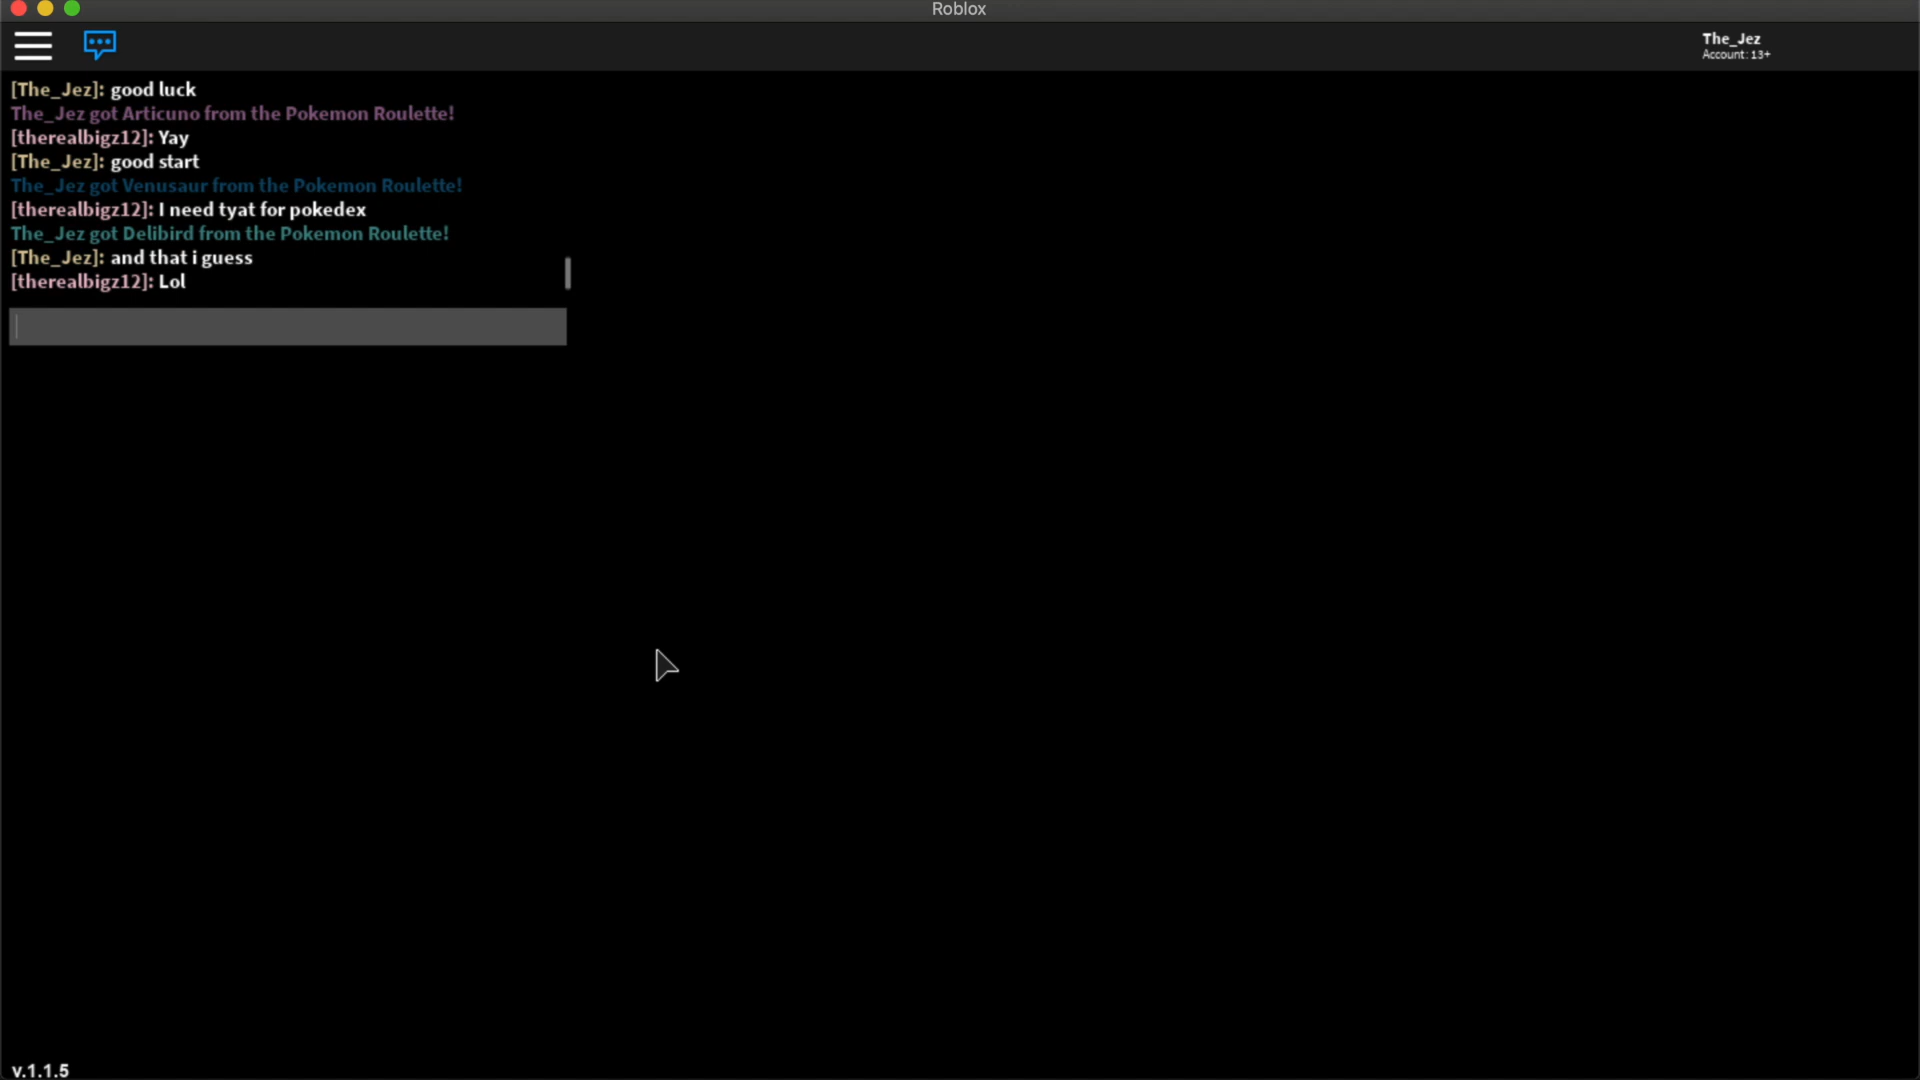 Roblox
The_Jez
Account: 13+
[The_Jez]: good luck
The_Jez got Articuno from the Pokemon Roulette!
[therealbigz12]: Yay
[The_Jez]: good start
The_Jez got Venusaur from the Pokemon Roulette!
[therealbigz12]: I need tyat for pokedex
The_Jez got Delibird from the Pokemon Roulette!
[The_Jez]: and that i guess
[therealbigz12]: Lol
v.1.1.5